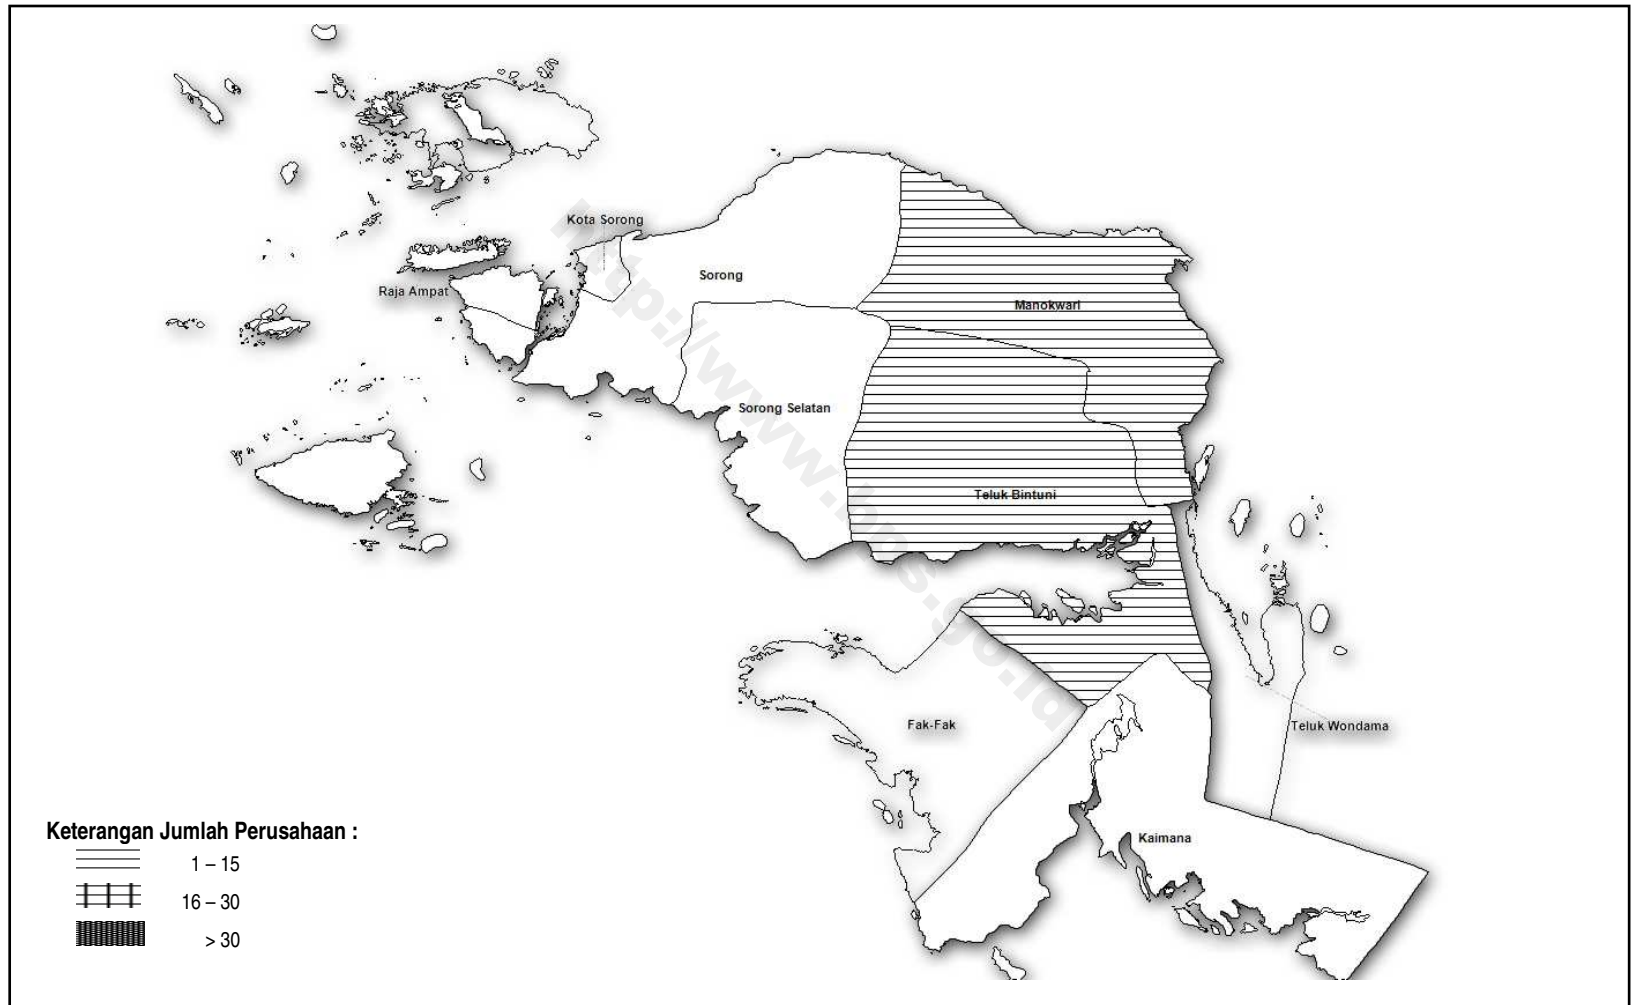 Kota Sorong
Sorong
Raja Ampat
Manokwari
Sorong Selatan
Teluk Bintuni
Fak-Fak
Teluk Wondama
Kaimana
http://www.bps.go.id
Keterangan Jumlah Perusahaan :
1 – 15
16 – 30
> 30